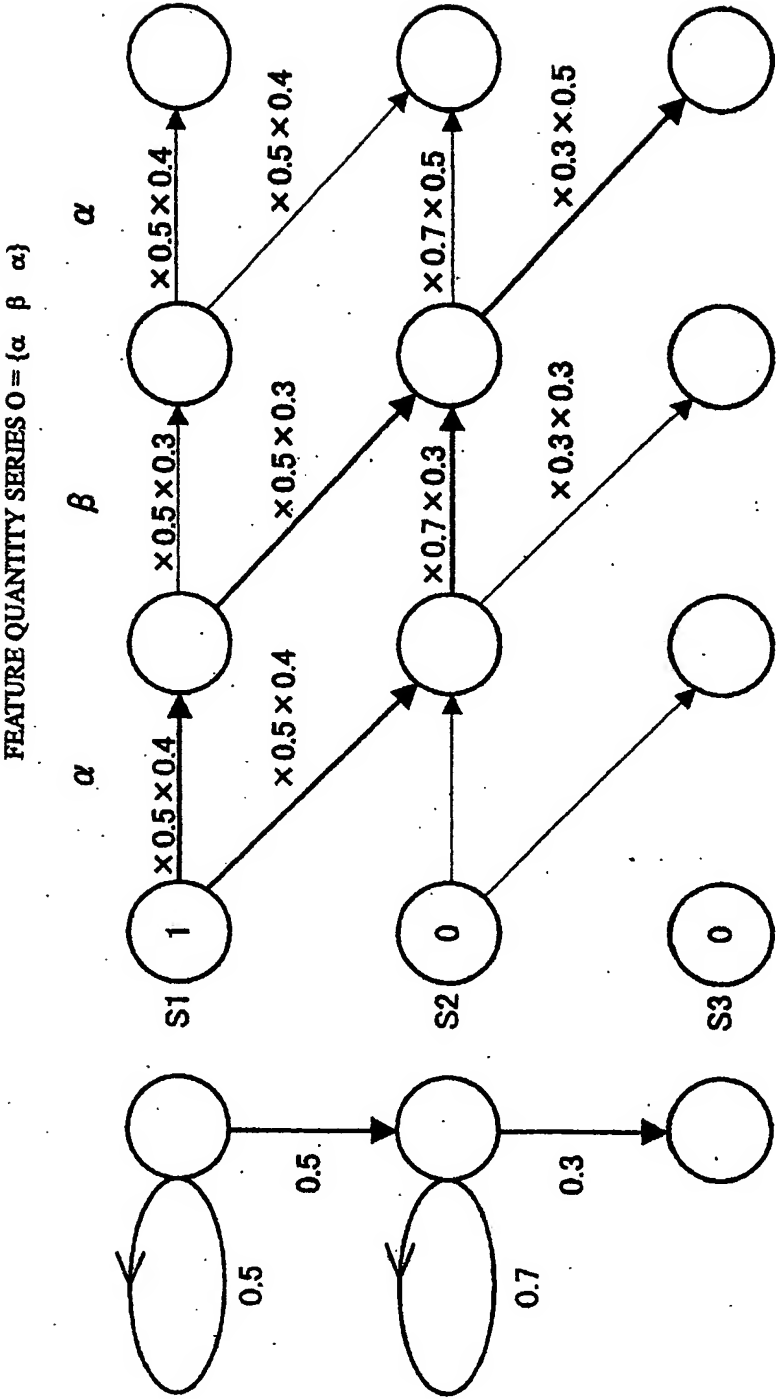 FEATURE QUANTITY SERIES O = {α β α}
α β α
S1 1 ×0.5×0.4 ×0.5×0.3 ×0.5×0.4
0.5
0.5 ×0.5×0.4 ×0.5×0.3 ×0.5×0.4
S2 0 ×0.7×0.3 ×0.7×0.5
0.7
0.3 ×0.3×0.3 ×0.3×0.5
S3 0